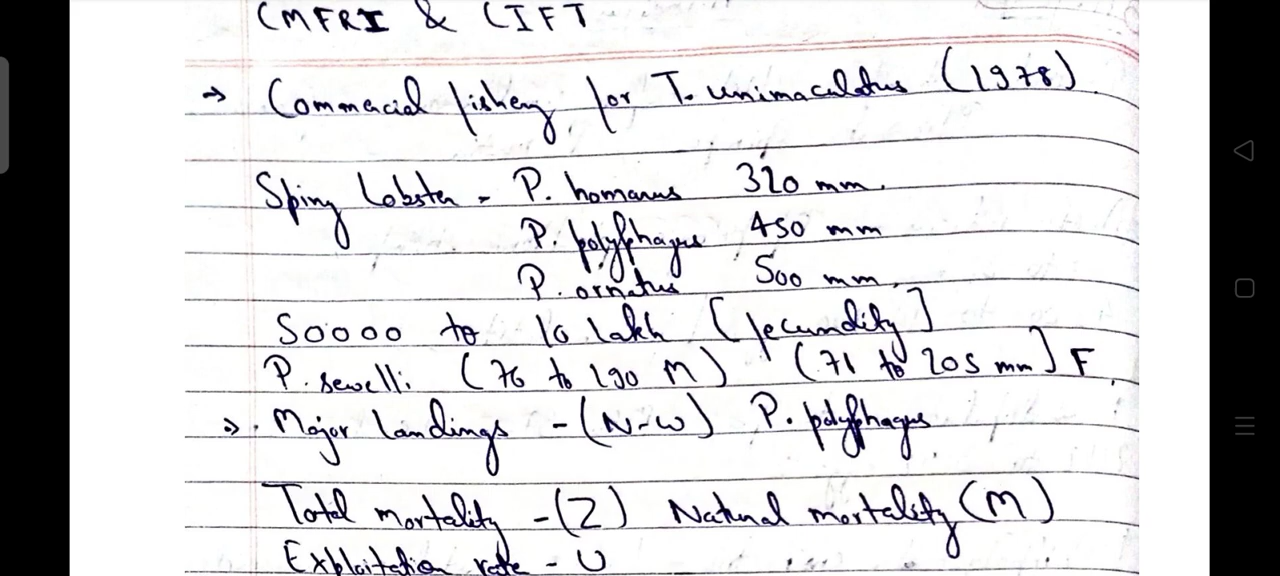 CMFRI & CIFT
→ Commercial fishery for T. unimaculatus (1978)
Spiny Lobster - P. homarus 320 mm.
P. polyphagus 450 mm
P. ornatus 500 mm.
50000 to 10 lakh [fecundity]
P. sewelli (76 to 190 M) (71 to 205 mm] F.
⇒ Major landings - (N-W) P. polyphagus
Total mortality - (Z) Natural mortality (M)
Exploitation rate - U